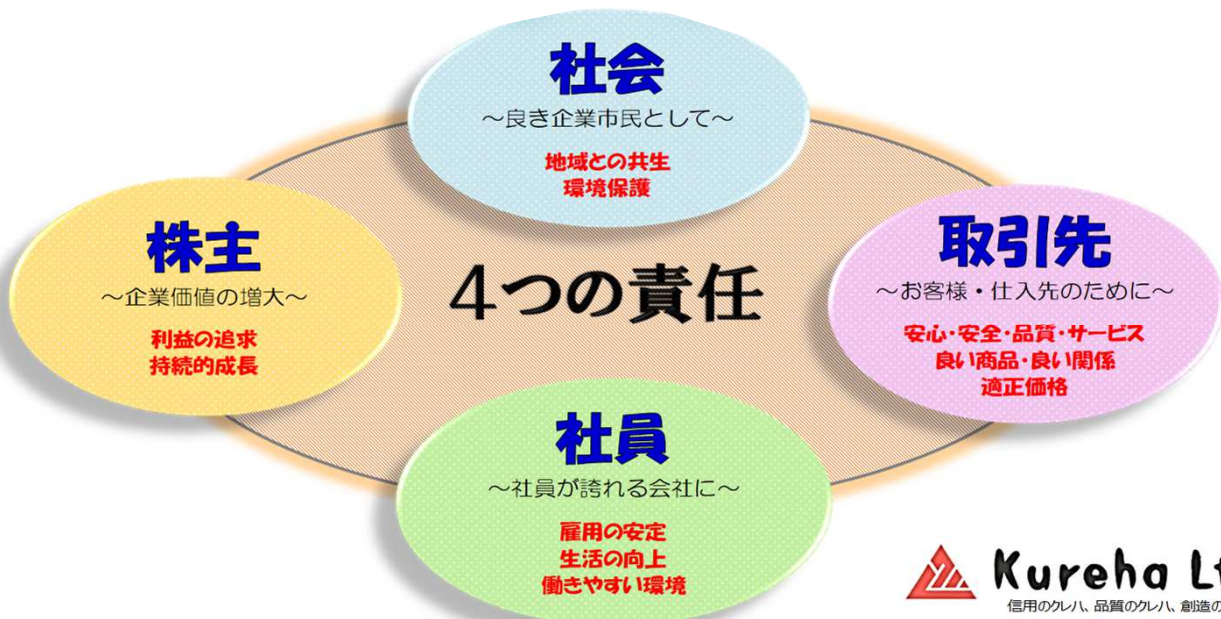 社会
～良き企業市民として～
地域との共生
環境保護
株主
～企業価値の増大～
利益の追求
持続的成長
4つの責任
取引先
～お客様・仕入先のために～
安心・安全・品質・サービス
良い商品・良い関係
適正価格
社員
～社員が誇れる会社に～
雇用の安定
生活の向上
働きやすい環境
Kureha
信用のクレハ、品質のクレハ、創造の